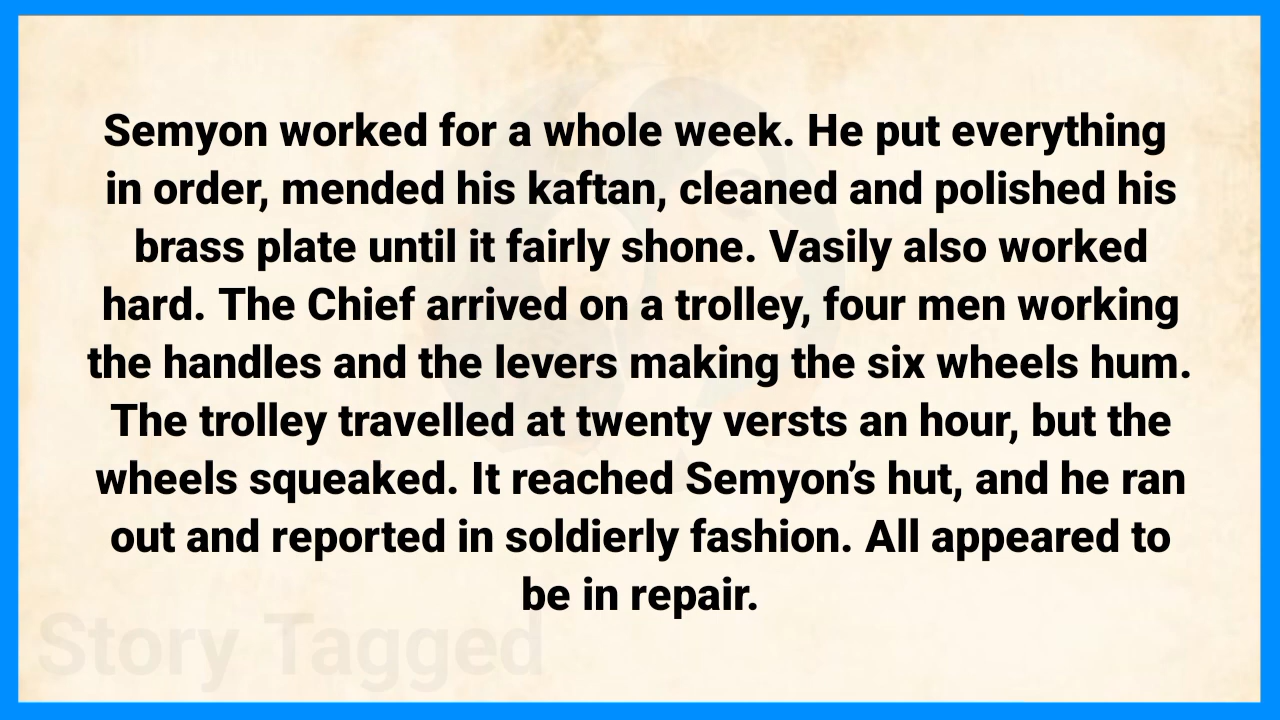 Semyon worked for a whole week. He put everything
in order, mended his kaftan, cleaned and polished his
brass plate until it fairly shone. Vasily also worked
hard. The Chief arrived on a trolley, four men working
the handles and the levers making the six wheels hum.
The trolley travelled at twenty versts an hour, but the
wheels squeaked. It reached Semyon’s hut, and he ran
out and reported in soldierly fashion. All appeared to
be in repair.
Story Tagged